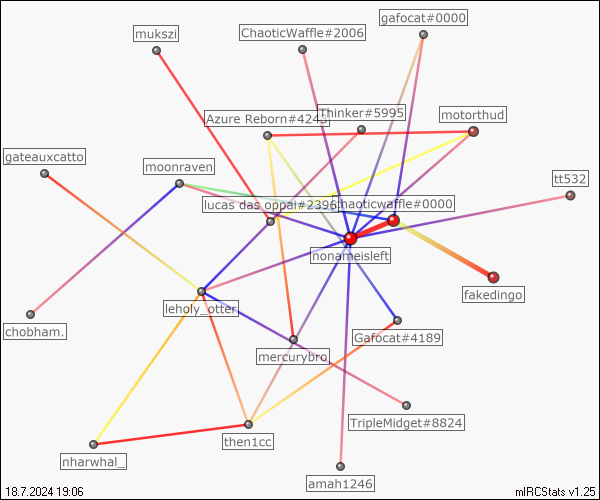 gafocat#0000
mukszi
ChaoticWaffle#2006
Thinker#5995
Azure Reborn#4243
motorthud
gateauxcatto
moonraven
tt532
lucas das oppai#2396
chaoticwaffle#0000
nonameisleft
fakedingo
leholy_otter
chobham.
Gafocat#4189
mercurybro
TripleMidget#8824
then1cc
nharwhal_
amah1246
18.7.2024 19:06
mIRCStats v1.25